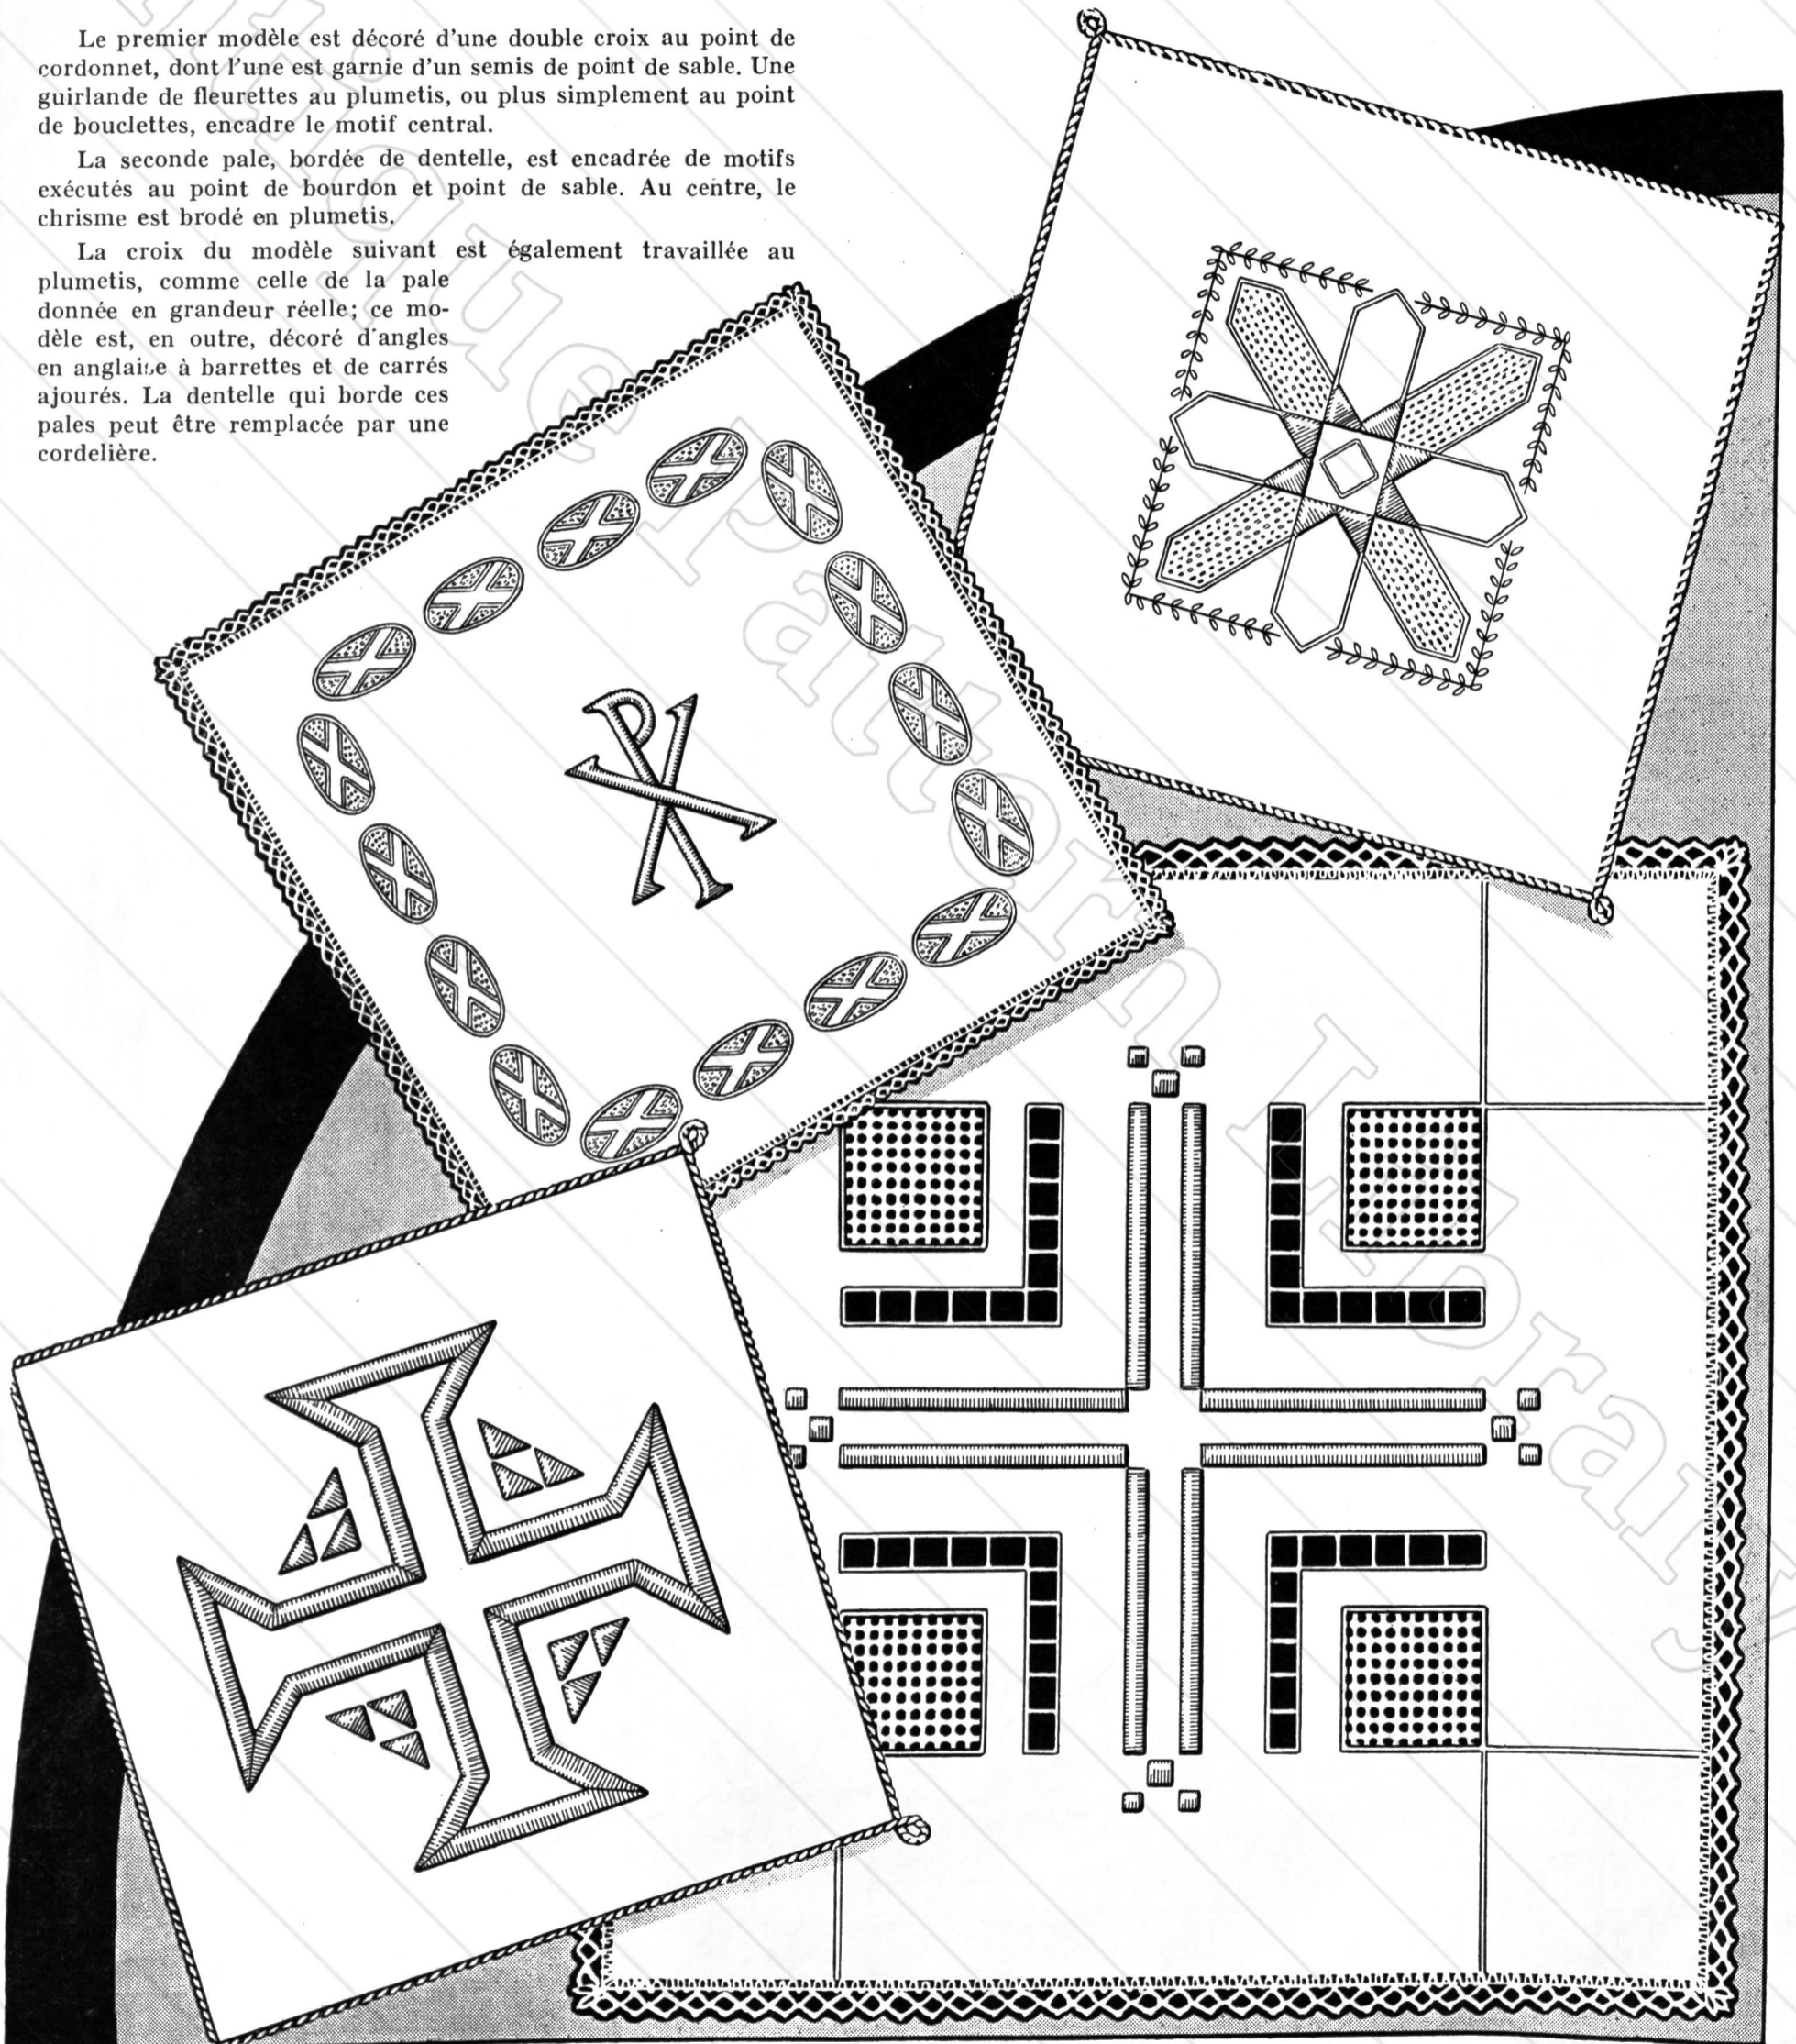 Le premier modèle est décoré d'une double croix au point de
cordonnet, dont l'une est garnie d'un semis de point de sable. Une
guirlande de fleurettes au plumetis, ou plus simplement au point
de bouclettes, encadre le motif central.
La seconde pale, bordée de dentelle, est encadrée de motifs
exécutés au point de bourdon et point de sable. Au centre, le
chrisme est brodé en plumetis.
La croix du modèle suivant est également travaillée au
plumetis, comme celle de la pale
donnée en grandeur réelle; ce mo-
dèle est, en outre, décoré d'angles
en anglaise à barrettes et de carrés
ajourés. La dentelle qui borde ces
pales peut être remplacée par une
cordelière.
Antique Pattern Library